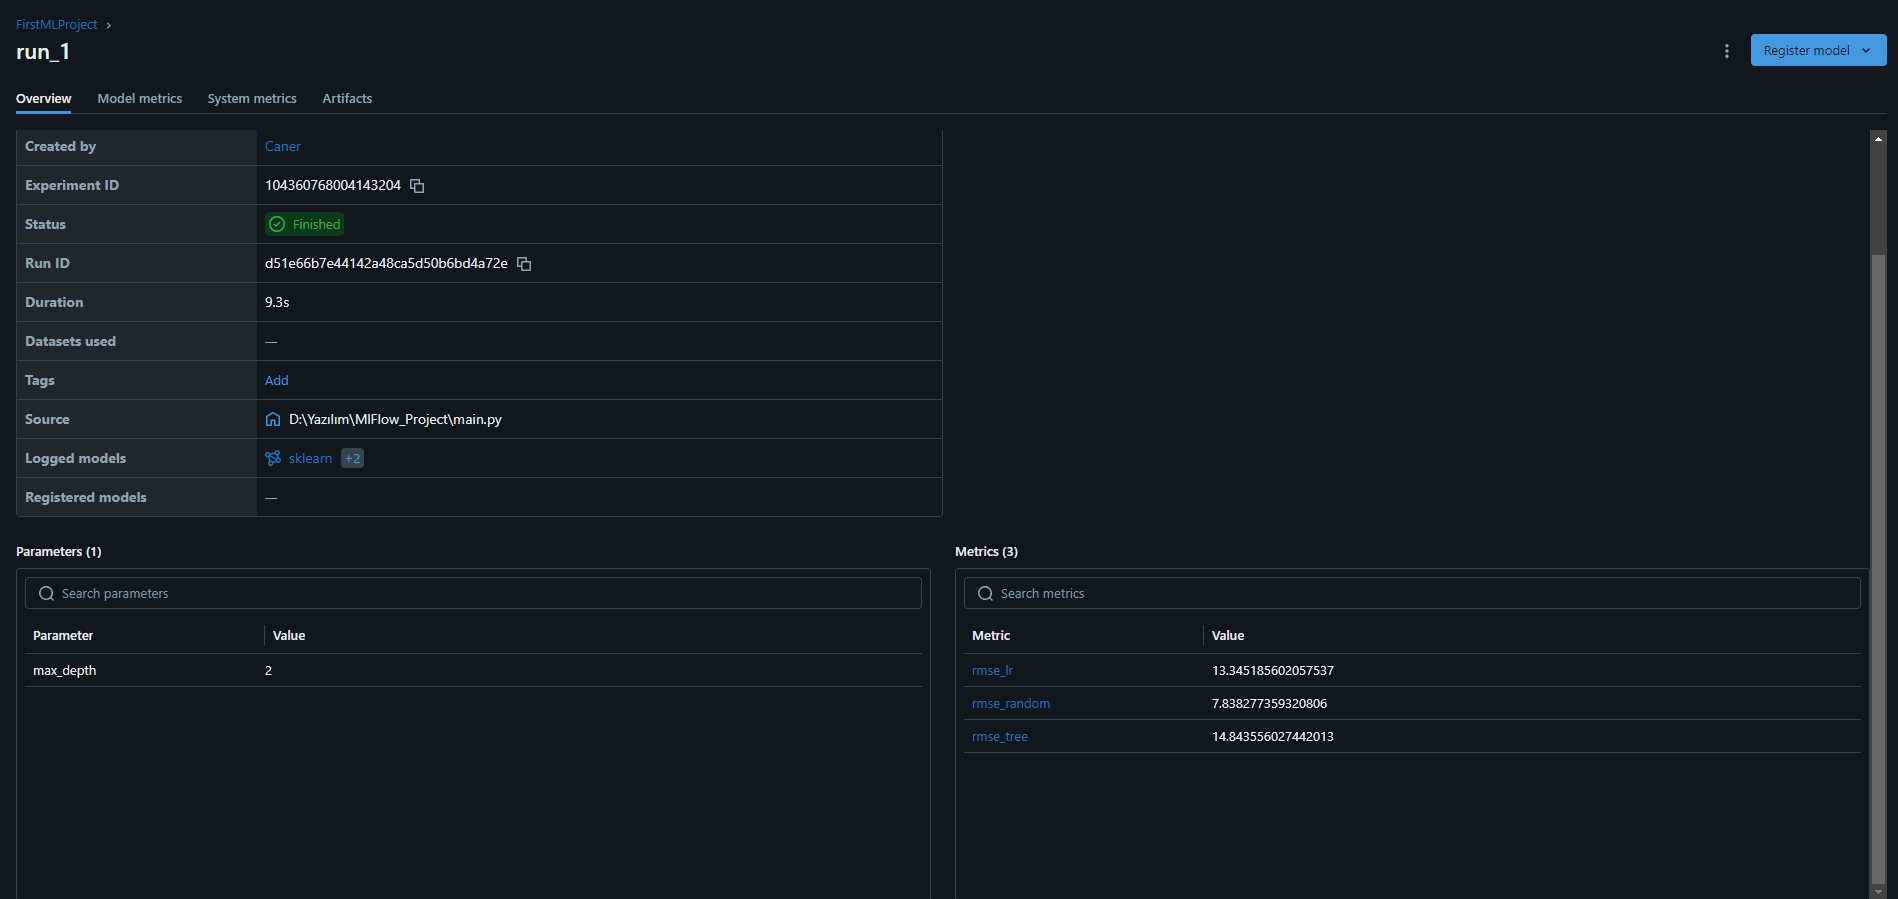 FirstMLProject
run_1
Register model
Overview Model metrics System metrics Artifacts
Created by Caner
Experiment ID 104360768004143204
Status Finished
Run ID d51e66b7e44142a48ca5d50b6bd4a72e
Duration 9.3s
Datasets used —
Tags Add
Source D:\Yazılım\MlFlow_Project\main.py
Logged models sklearn +2
Registered models —
Parameters (1)
Search parameters
Parameter Value
max_depth 2
Metrics (3)
Search metrics
Metric Value
rmse_lr 13.345185602057537
rmse_random 7.838277359320806
rmse_tree 14.843556027442013